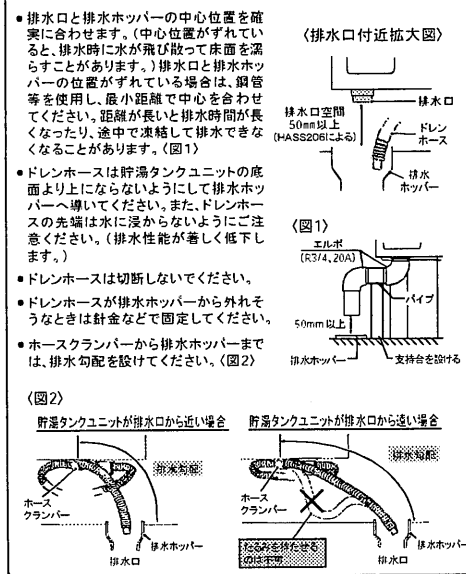 • 排水口と排水ホッパーの中心位置を確
実に合わせます。(中心位置がずれてい
ると、排水時に水が飛び散って床面を濡
らすことがあります。)排水口と排水ホッ
パーの位置がずれている場合は、鋼管
等を使用し、最小距離で中心を合わせ
てください。距離が長いと排水時間が長
くなったり、途中で凍結して排水できな
くなることがあります。〈図1〉
• ドレンホースは貯湯タンクユニットの底
面より上にならないようにして排水ホッ
パーへ導いてください。また、ドレンホー
スの先端は水に浸からないようにご注
意ください。(排水性能が著しく低下し
ます。)
• ドレンホースは切断しないでください。
• ドレンホースが排水ホッパーから外れそ
うなときは針金などで固定してください。
• ホースクランパーから排水ホッパーまで
は、排水勾配を設けてください。〈図2〉
〈排水口付近拡大図〉
排水口
排水口空間
50mm以上
(HASS206による)
ドレン
ホース
排水
ホッパー
〈図1〉
エルボ
(R3/4、20A)
パイプ
50mm以上
排水ホッパー
支持台を設ける
〈図2〉
貯湯タンクユニットが排水口から近い場合
排水勾配
ホース
クランパー
排水ホッパー
排水口
貯湯タンクユニットが排水口から遠い場合
排水勾配
ホース
クランパー
たるみを持たせる
のは不可
排水ホッパー
排水口